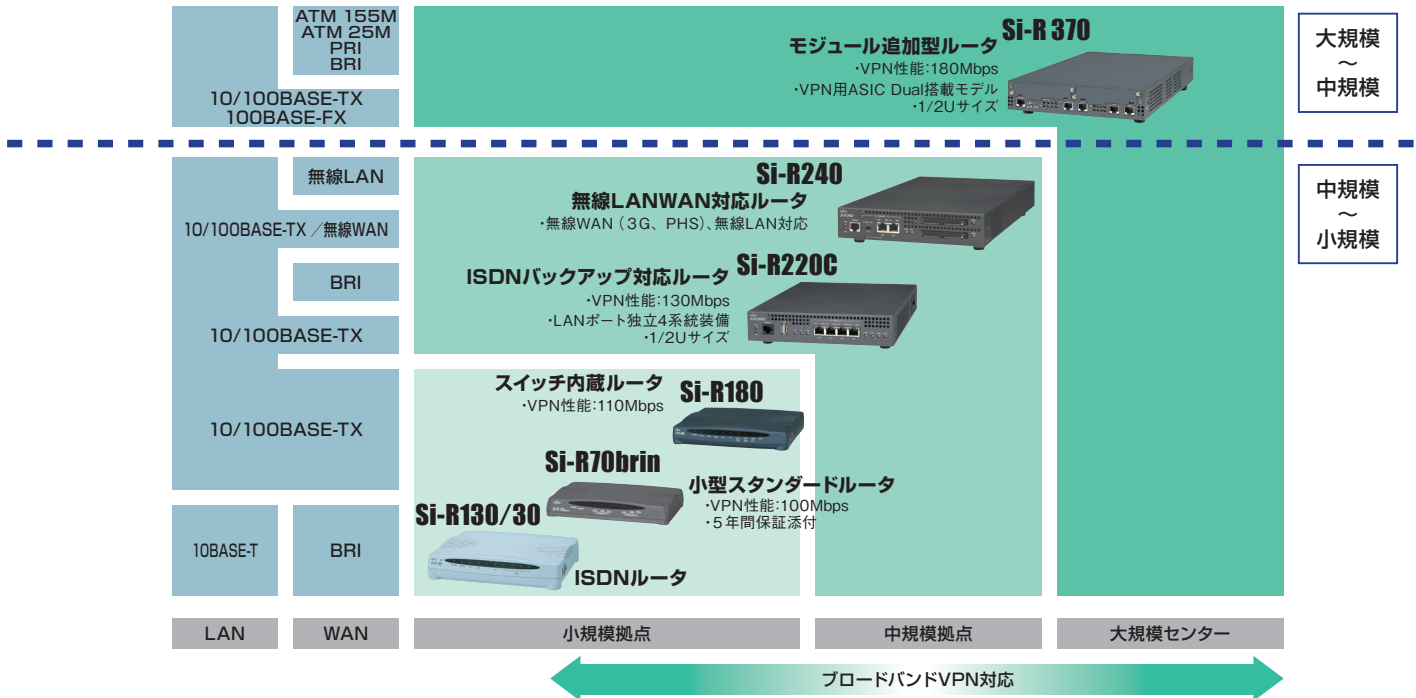 ATM 155M
ATM 25M
PRI
BRI
10/100BASE-TX
100BASE-FX
Si-R 370
モジュール追加型ルータ
・VPN性能：180Mbps
・VPN用ASIC Dual搭載モデル
・1/2Uサイズ
大規模
～
中規模
無線LAN
10/100BASE-TX／無線WAN
BRI
10/100BASE-TX
Si-R240
無線LANWAN対応ルータ
・無線WAN（3G、PHS）、無線LAN対応
ISDNバックアップ対応ルータ
Si-R220C
・VPN性能：130Mbps
・LANポート独立4系統装備
・1/2Uサイズ
中規模
～
小規模
10/100BASE-TX
スイッチ内蔵ルータ
Si-R180
・VPN性能：110Mbps
Si-R70brin
小型スタンダードルータ
・VPN性能：100Mbps
・5年間保証添付
10BASE-T
BRI
Si-R130/30
ISDNルータ
LAN
WAN
小規模拠点
中規模拠点
大規模センター
ブロードバンドVPN対応